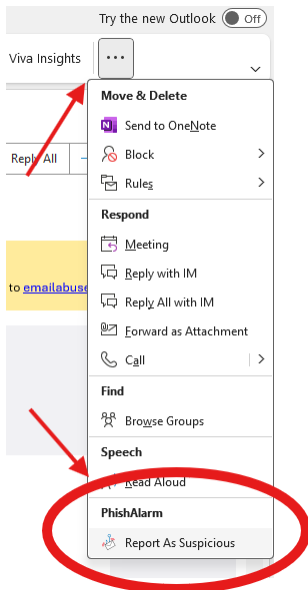 Try the new Outlook Off
Viva Insights
Move & Delete
Send to OneNote
Block
Rules
Reply All
Respond
Meeting
Reply with IM
to emailabuse
Reply All with IM
Forward as Attachment
Call
Find
Browse Groups
Speech
Read Aloud
PhishAlarm
Report As Suspicious